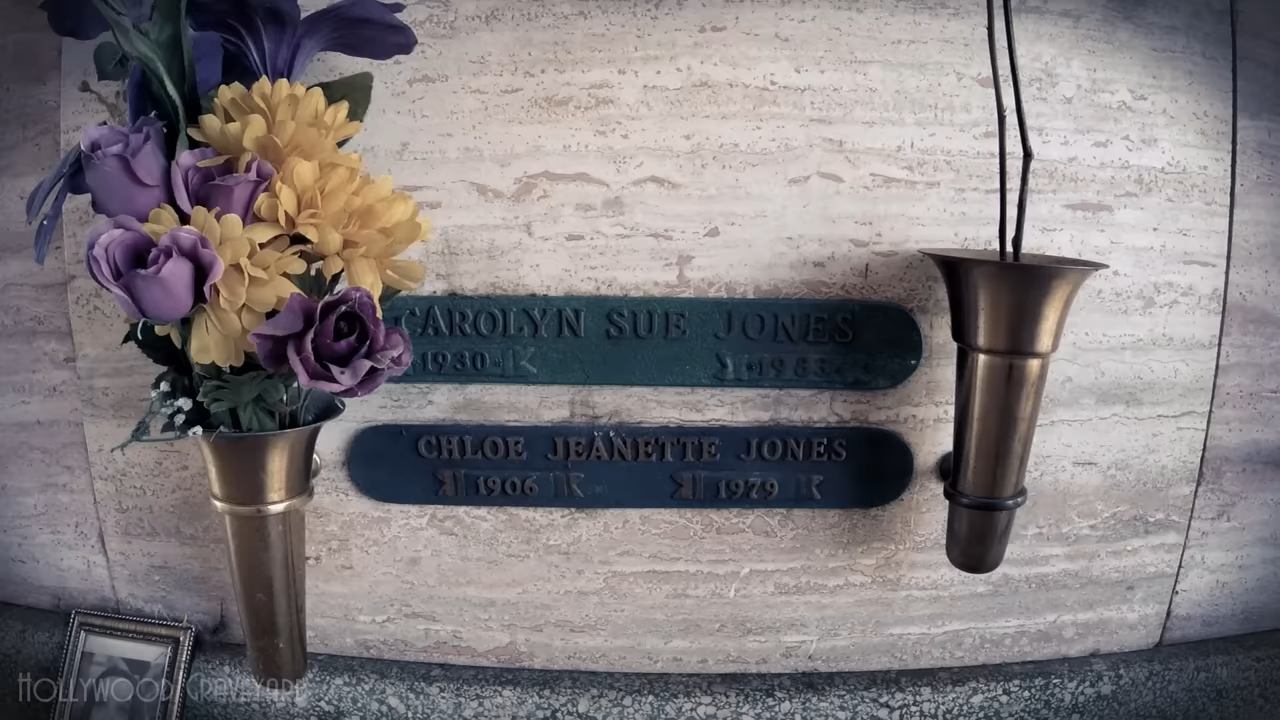 CAROLYN SUE JONES
1930 1983
CHLOE JEANETTE JONES
1906 1979
HOLLYWOOD GRAVEYARD